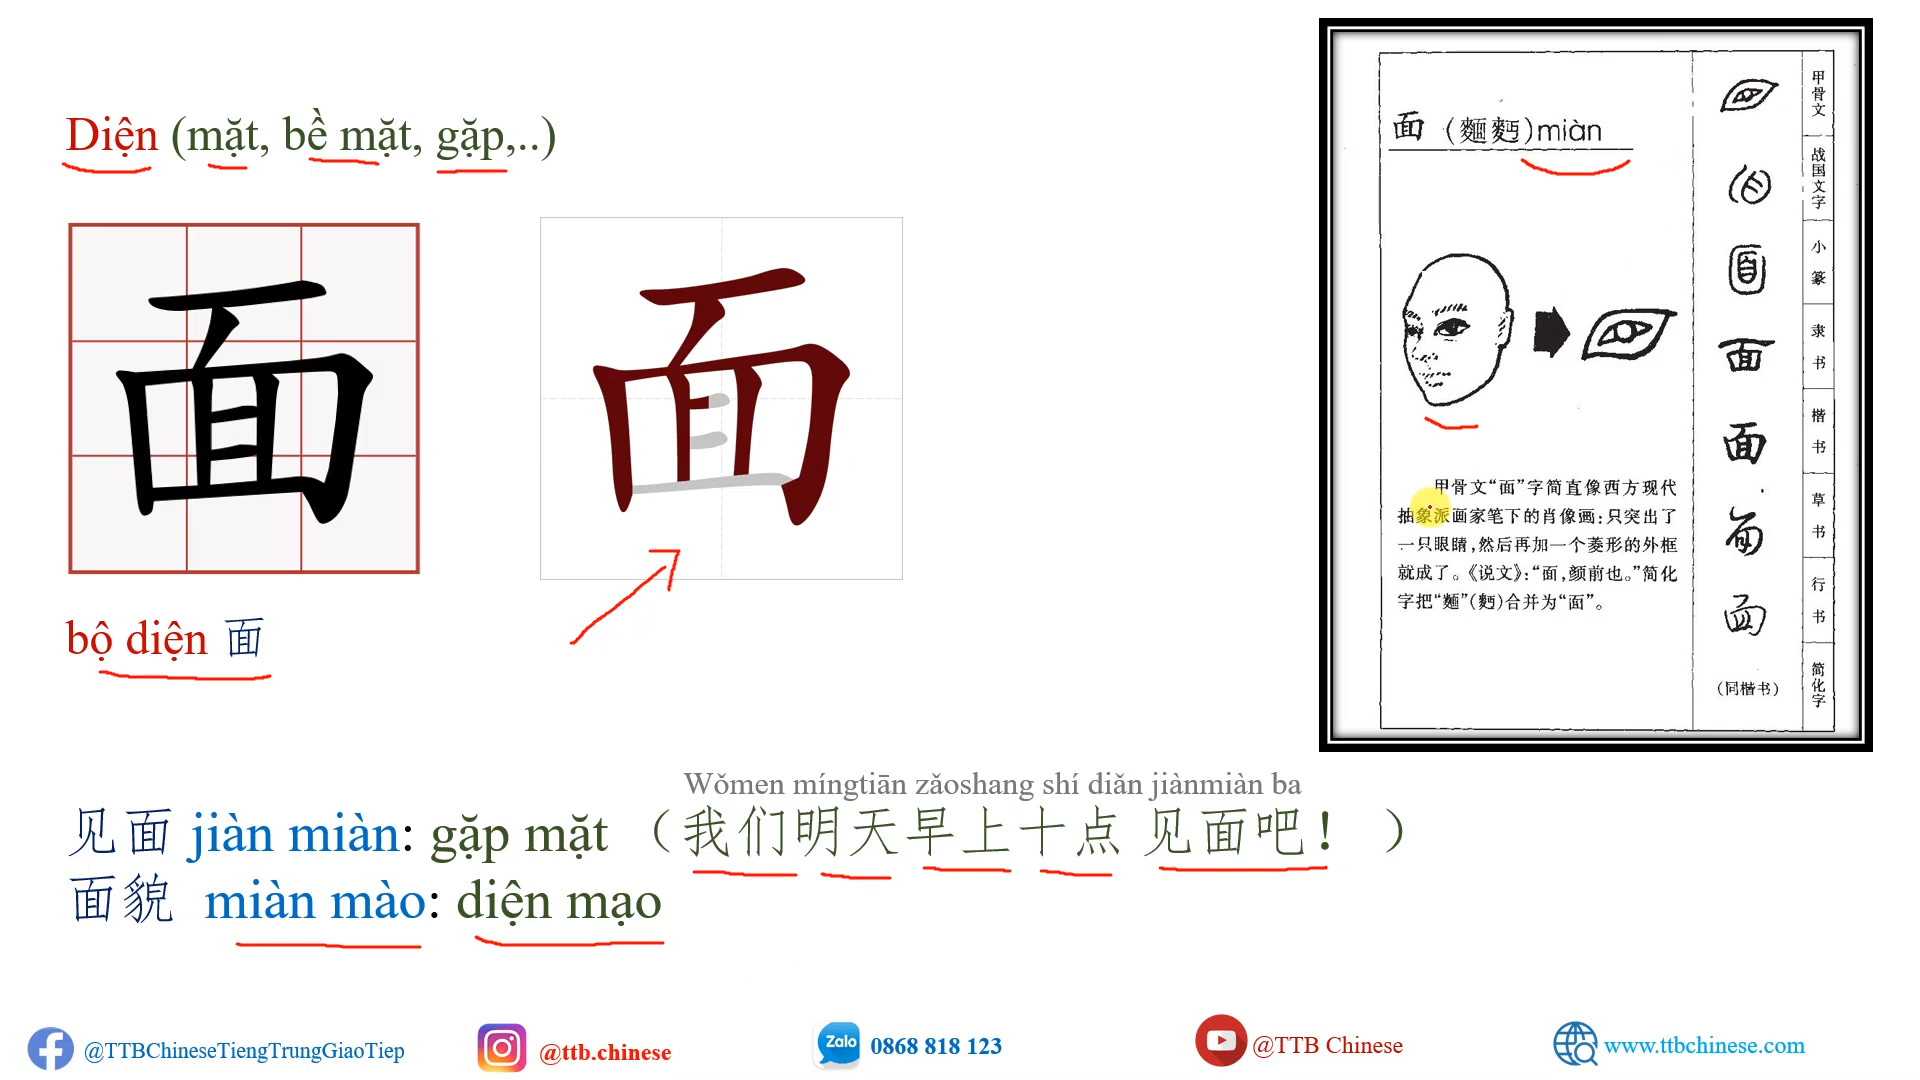 Diện (mặt, bề mặt, gặp,..)
面
面
bộ diện 面
面 (麵麪)miàn
甲骨文“面”字简直像西方现代
抽象派画家笔下的肖像画:只突出了
一只眼睛,然后再加一个菱形的外框
就成了。《说文》:“面,颜前也。”简化
字把“麵”(麪)合并为“面”。
甲骨文
战国文字
小篆
面 隶书
面 楷书
草书
面 行书
(同楷书) 简化字
Wǒmen míngtiān zǎoshang shí diǎn jiànmiàn ba
见面 jiàn miàn: gặp mặt （我们明天早上十点 见面吧！ ）
面貌 miàn mào: diện mạo
@TTBChineseTiengTrungGiaoTiep
@ttb.chinese
Zalo 0868 818 123
@TTB Chinese
www.ttbchinese.com